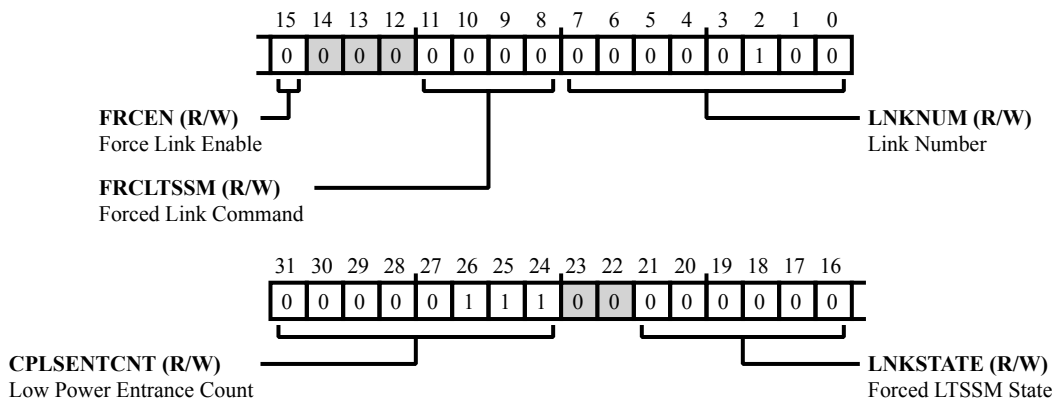 15 14 13 12 11 10 9 8 7 6 5 4 3 2 1 0
0 0 0 0 0 0 0 0 0 0 0 0 0 1 0 0
FRCEN (R/W)
Force Link Enable
LNKNUM (R/W)
Link Number
FRCLTSSM (R/W)
Forced Link Command
31 30 29 28 27 26 25 24 23 22 21 20 19 18 17 16
0 0 0 0 0 1 1 1 0 0 0 0 0 0 0 0
CPLSENTCNT (R/W)
Low Power Entrance Count
LNKSTATE (R/W)
Forced LTSSM State